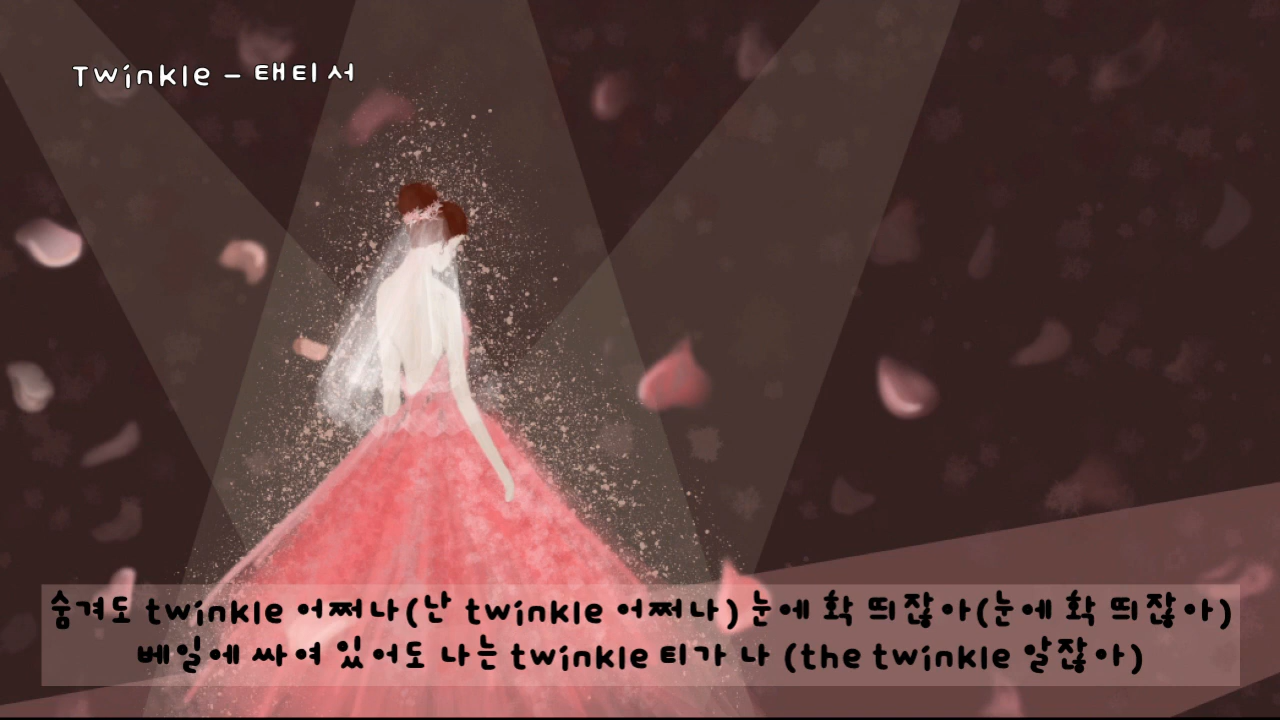 Twinkle – 태티서
숨겨도 twinkle 어쩌나(난 twinkle 어쩌나) 눈에 확 띄잖아(눈에 확 띄잖아)
베일에 싸여 있어도 나는 twinkle 티가 나 (the twinkle 알잖아)